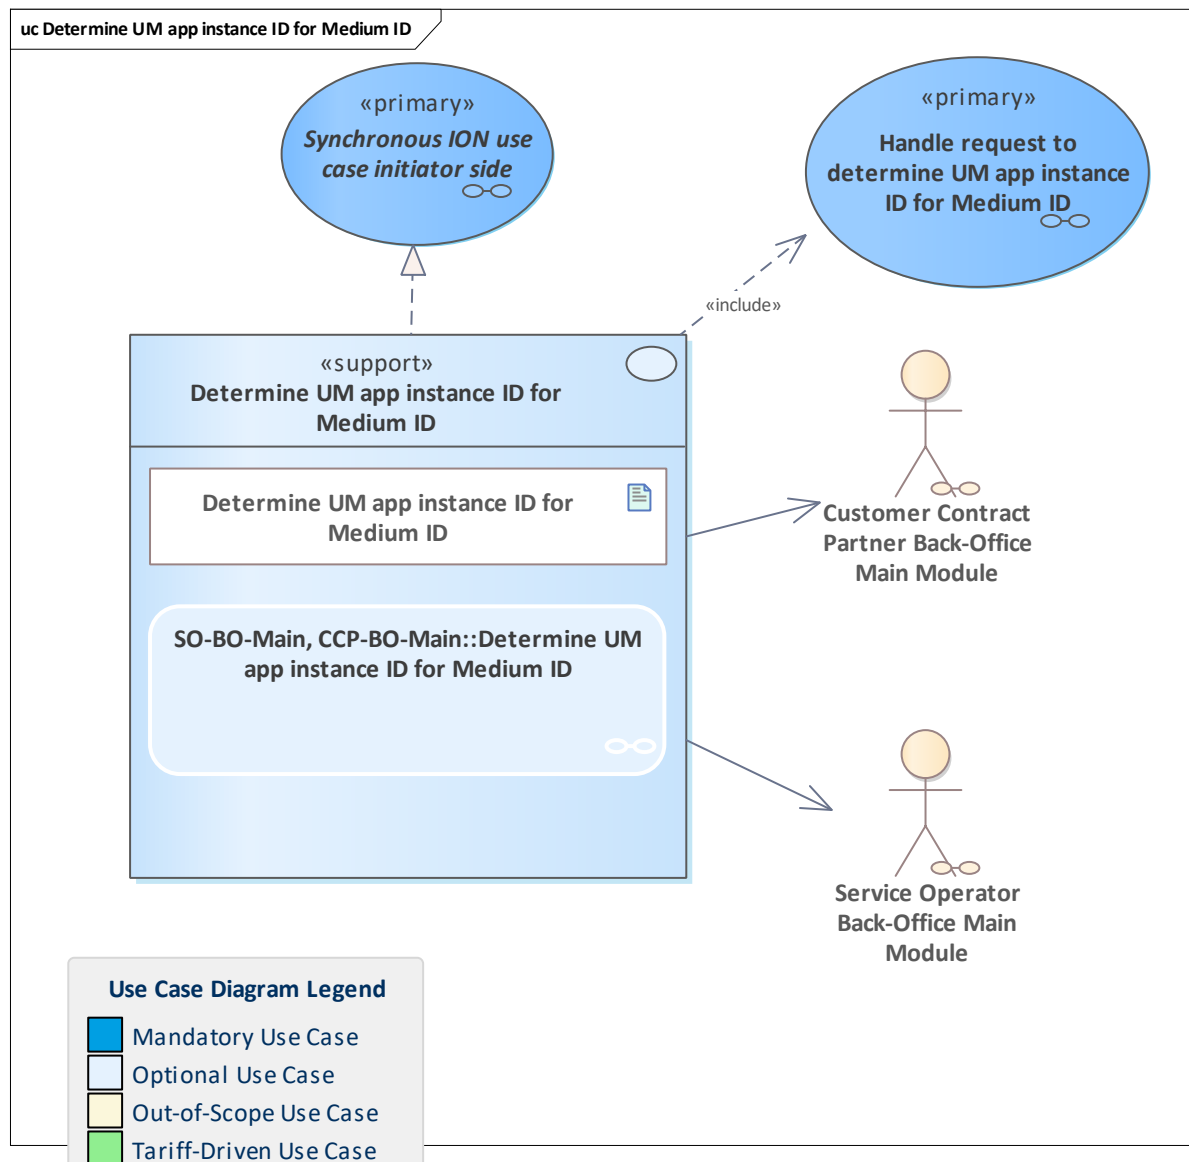 uc Determine UM app instance ID for Medium ID
«primary»
Synchronous ION use
case initiator side
«primary»
Handle request to
determine UM app instance
ID for Medium ID
«include»
«support»
Determine UM app instance ID for
Medium ID
Determine UM app instance ID for
Medium ID
SO-BO-Main, CCP-BO-Main::Determine UM
app instance ID for Medium ID
Customer Contract
Partner Back-Office
Main Module
Service Operator
Back-Office Main
Module
Use Case Diagram Legend
Mandatory Use Case
Optional Use Case
Out-of-Scope Use Case
Tariff-Driven Use Case